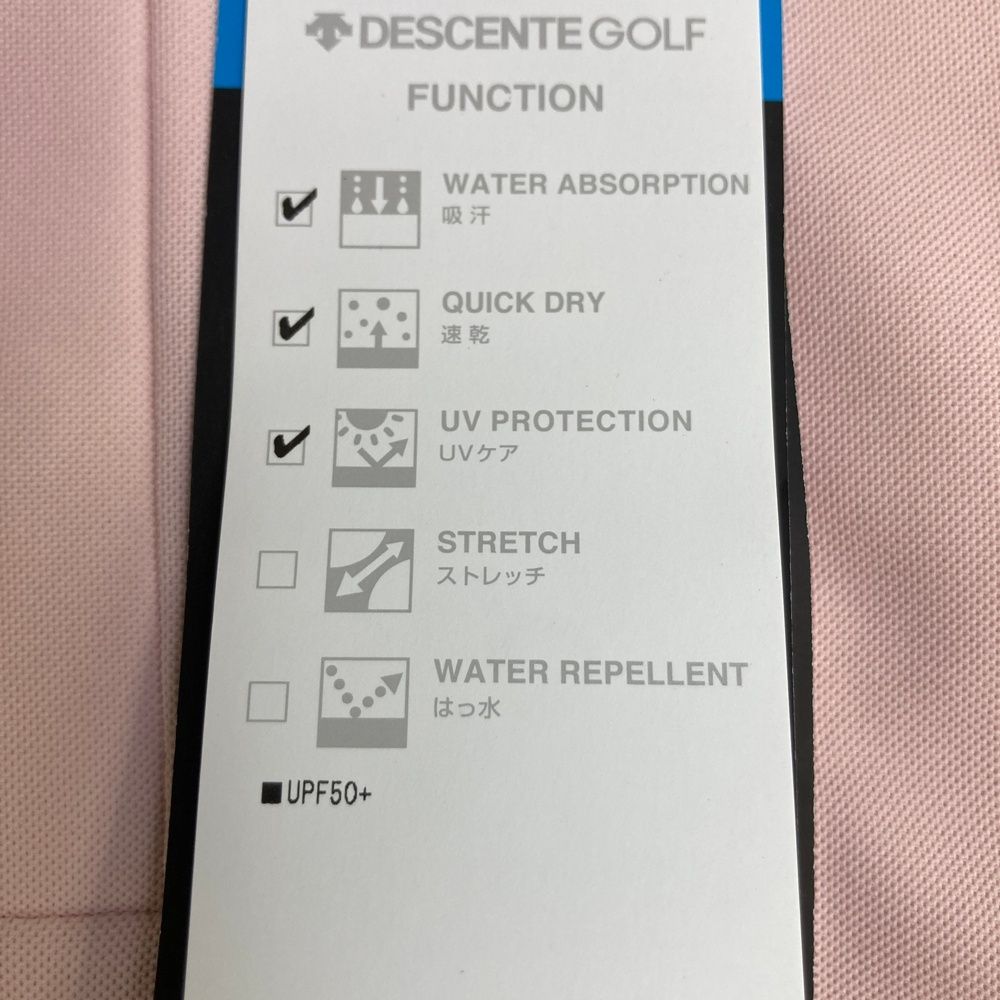 DESCENTE GOLF
FUNCTION
WATER ABSORPTION
吸汗
QUICK DRY
速乾
UV PROTECTION
UVケア
STRETCH
ストレッチ
WATER REPELLENT
はっ水
■UPF50+